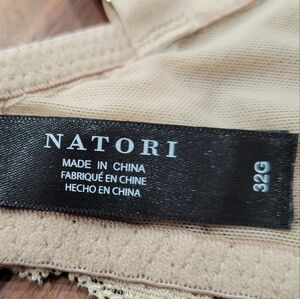 NATORI
MADE IN CHINA
FABRIQUÉ EN CHINE
HECHO EN CHINA
32G